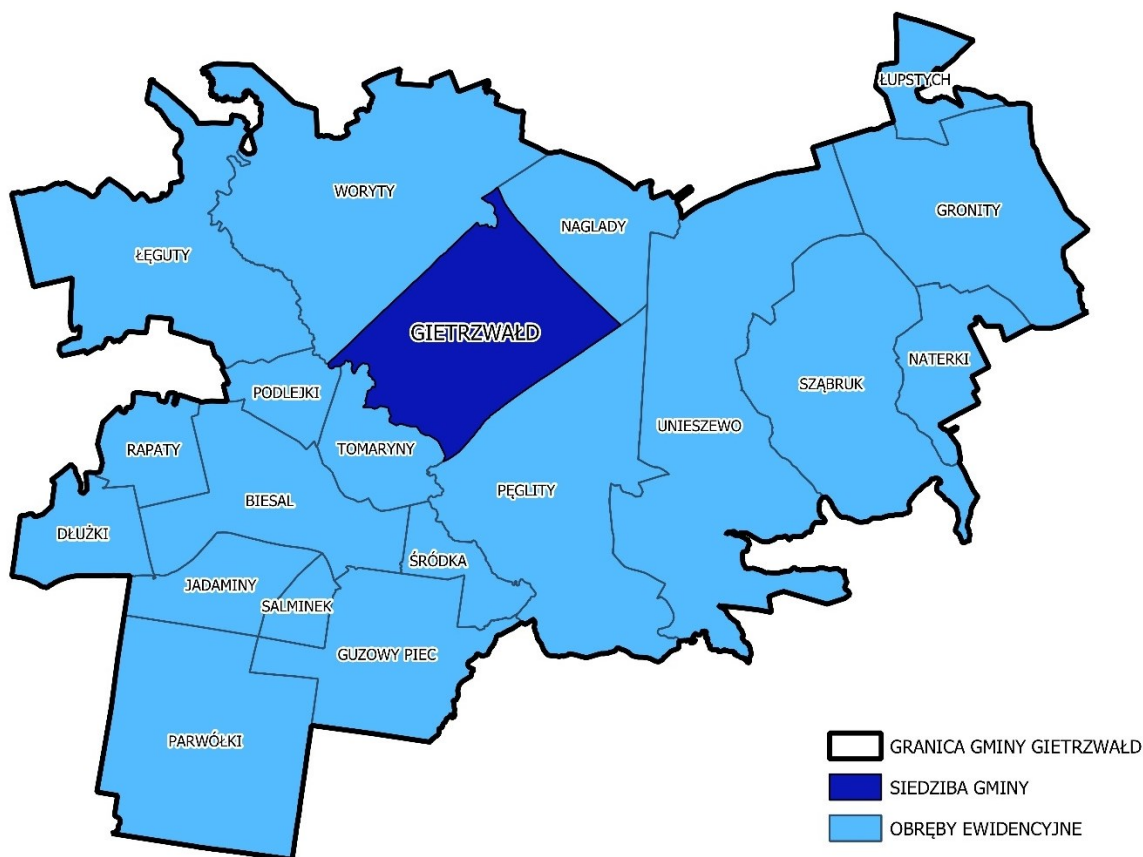 ŁUPSTYCH
WORYTY
GRONITY
NAGLADY
ŁĘGUTY
GIETRZWAŁD
NATERKI
SZĄBRUK
PODLEJKI
UNIESZEWO
RAPATY
TOMARYNY
PĘGLITY
BIESAL
DŁUŻKI
ŚRÓDKA
JADAMINY
SALMINEK
GUZOWY PIEC
PARWÓŁKI
GRANICA GMINY GIETRZWAŁD
SIEDZIBA GMINY
OBRĘBY EWIDENCYJNE